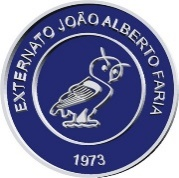 EXTERNATO JOÃO ALBERTO FARIA
1973